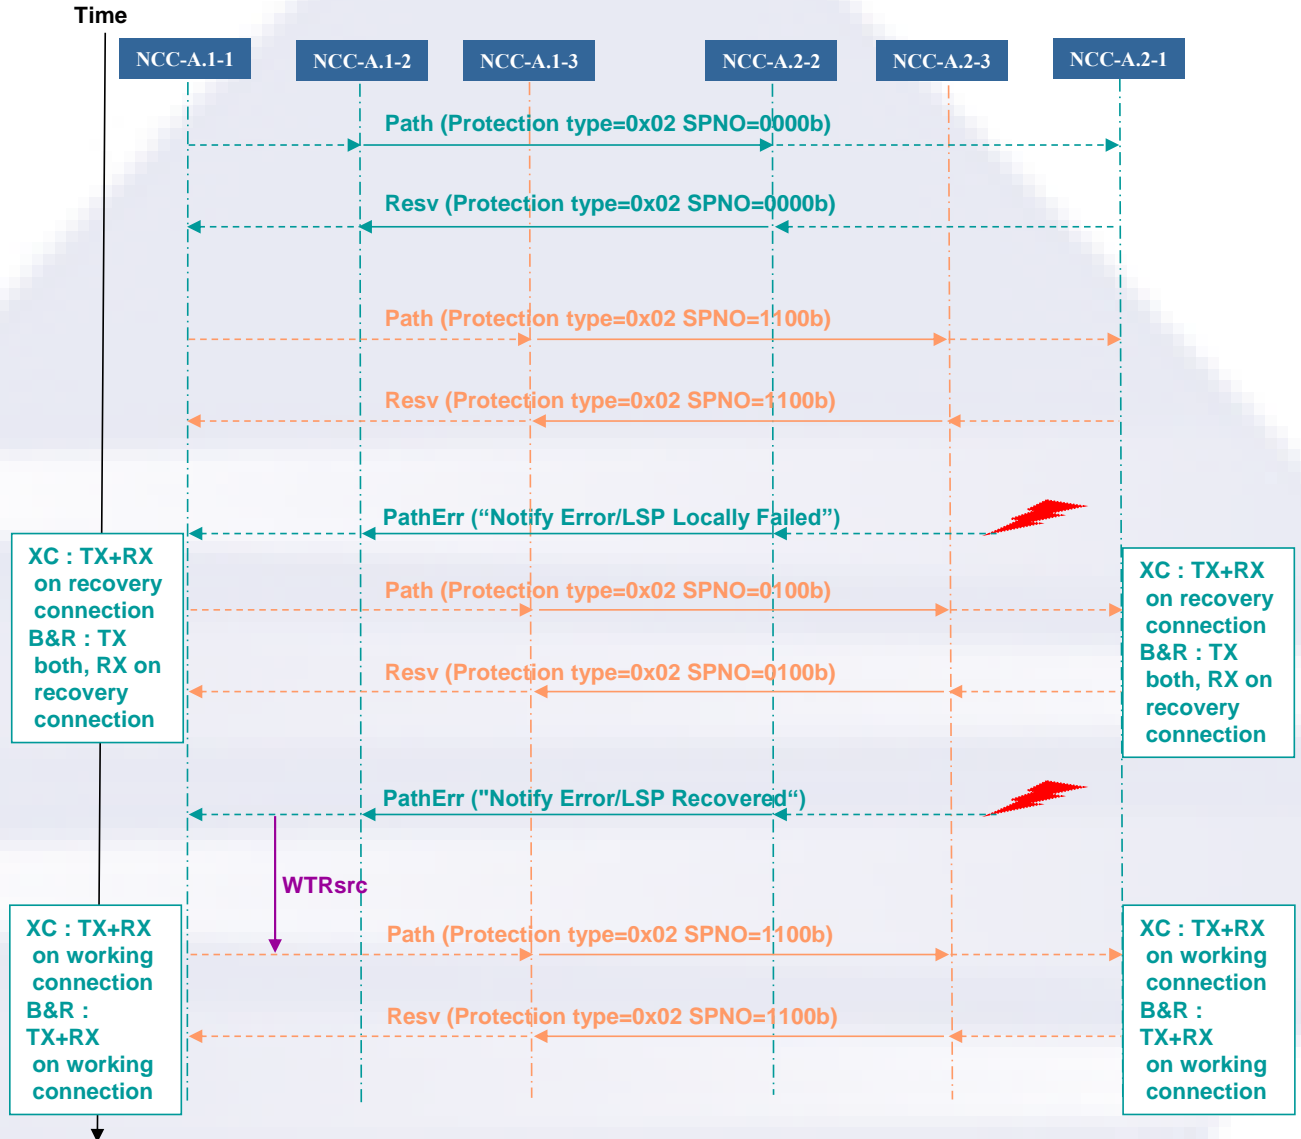 Time
NCC-A.1-1
NCC-A.1-2
NCC-A.1-3
NCC-A.2-2
NCC-A.2-3
NCC-A.2-1
Path (Protection type=0x02 SPNO=0000b)
Resv (Protection type=0x02 SPNO=0000b)
Path (Protection type=0x02 SPNO=1100b)
Resv (Protection type=0x02 SPNO=1100b)
PathErr (“Notify Error/LSP Locally Failed”)
XC : TX+RX
on recovery
connection
B&R : TX
both, RX on
recovery
connection
Path (Protection type=0x02 SPNO=0100b)
Resv (Protection type=0x02 SPNO=0100b)
XC : TX+RX
on recovery
connection
B&R : TX
both, RX on
recovery
connection
PathErr ("Notify Error/LSP Recovered“)
WTRsrc
XC : TX+RX
on working
connection
B&R :
TX+RX
on working
connection
Path (Protection type=0x02 SPNO=1100b)
Resv (Protection type=0x02 SPNO=1100b)
XC : TX+RX
on working
connection
B&R :
TX+RX
on working
connection